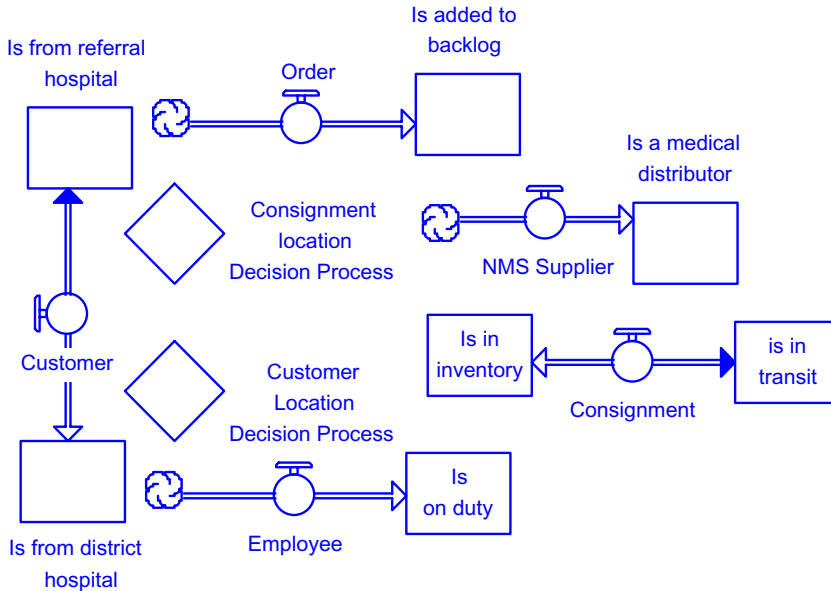 Is from referral
hospital
Order
Is added to
backlog
Is a medical
distributor
Consignment
location
Decision Process
NMS Supplier
Customer
Is in
inventory
is in
transit
Consignment
Customer
Location
Decision Process
Is
on duty
Employee
Is from district
hospital